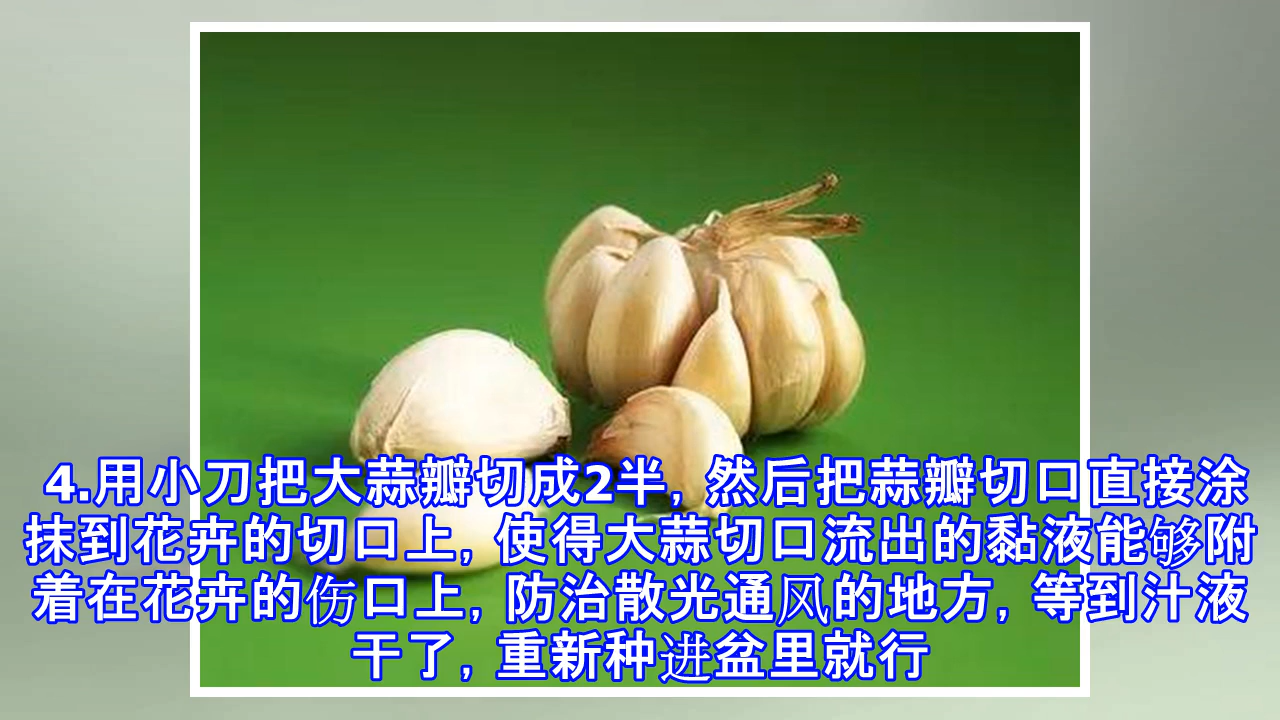 4.用小刀把大蒜瓣切成2半, 然后把蒜瓣切口直接涂
抹到花卉的切口上, 使得大蒜切口流出的黏液能够附
着在花卉的伤口上, 防治散光通风的地方, 等到汁液
干了, 重新种进盆里就行